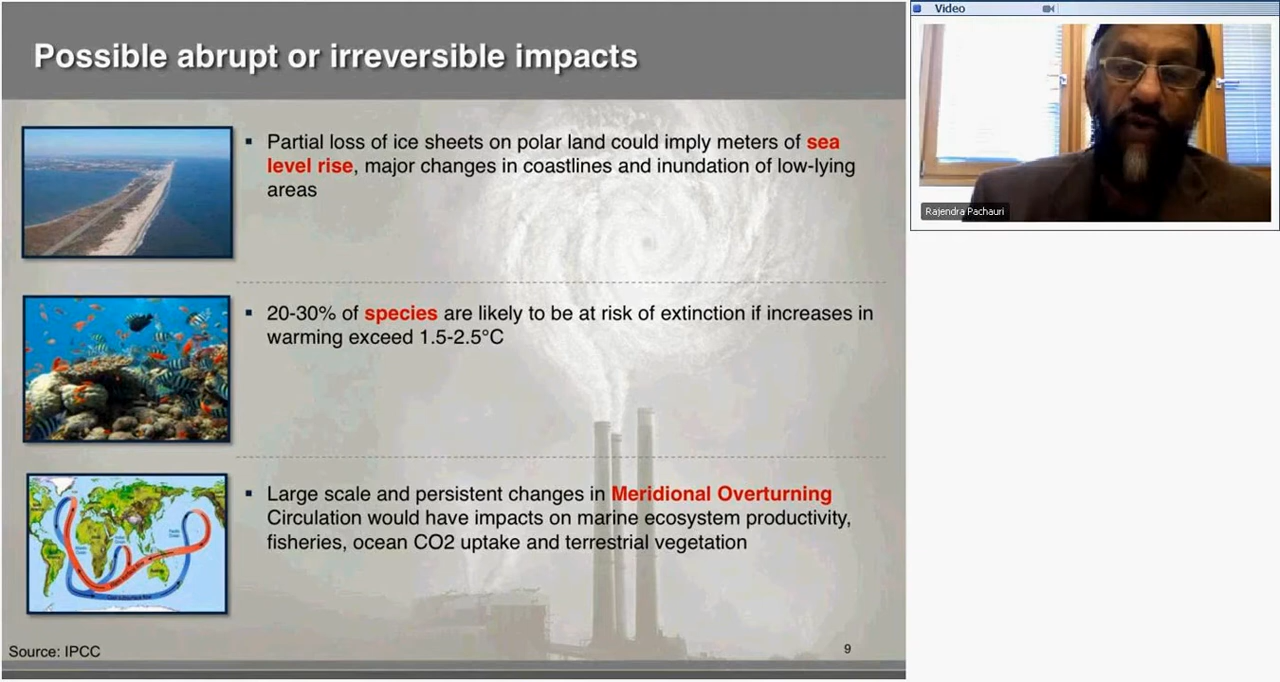 Possible abrupt or irreversible impacts
Partial loss of ice sheets on polar land could imply meters of sea
level rise, major changes in coastlines and inundation of low-lying
areas
20-30% of species are likely to be at risk of extinction if increases in
warming exceed 1.5-2.5°C
Large scale and persistent changes in Meridional Overturning
Circulation would have impacts on marine ecosystem productivity,
fisheries, ocean CO2 uptake and terrestrial vegetation
Source: IPCC
9
Video
Rajendra Pachauri